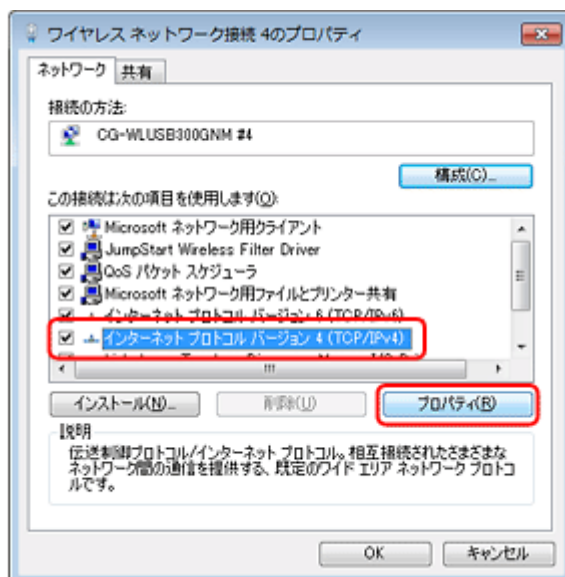 ワイヤレス ネットワーク接続 4のプロパティ
ネットワーク 共有
接続の方法:
CG-WLUSB300GNM #4
構成(C)...
この接続は次の項目を使用します(O):
Microsoft ネットワーク用クライアント
JumpStart Wireless Filter Driver
QoS パケット スケジューラ
Microsoft ネットワーク用ファイルとプリンター共有
インターネット プロトコル バージョン 6 (TCP/IPv6)
インターネット プロトコル バージョン 4 (TCP/IPv4)
インストール(N)... 削除(U) プロパティ(R)
説明
伝送制御プロトコル/インターネット プロトコル。相互接続されたさまざまな
ネットワーク間の通信を提供する、既定のワイド エリア ネットワーク プロトコ
ルです。
OK キャンセル